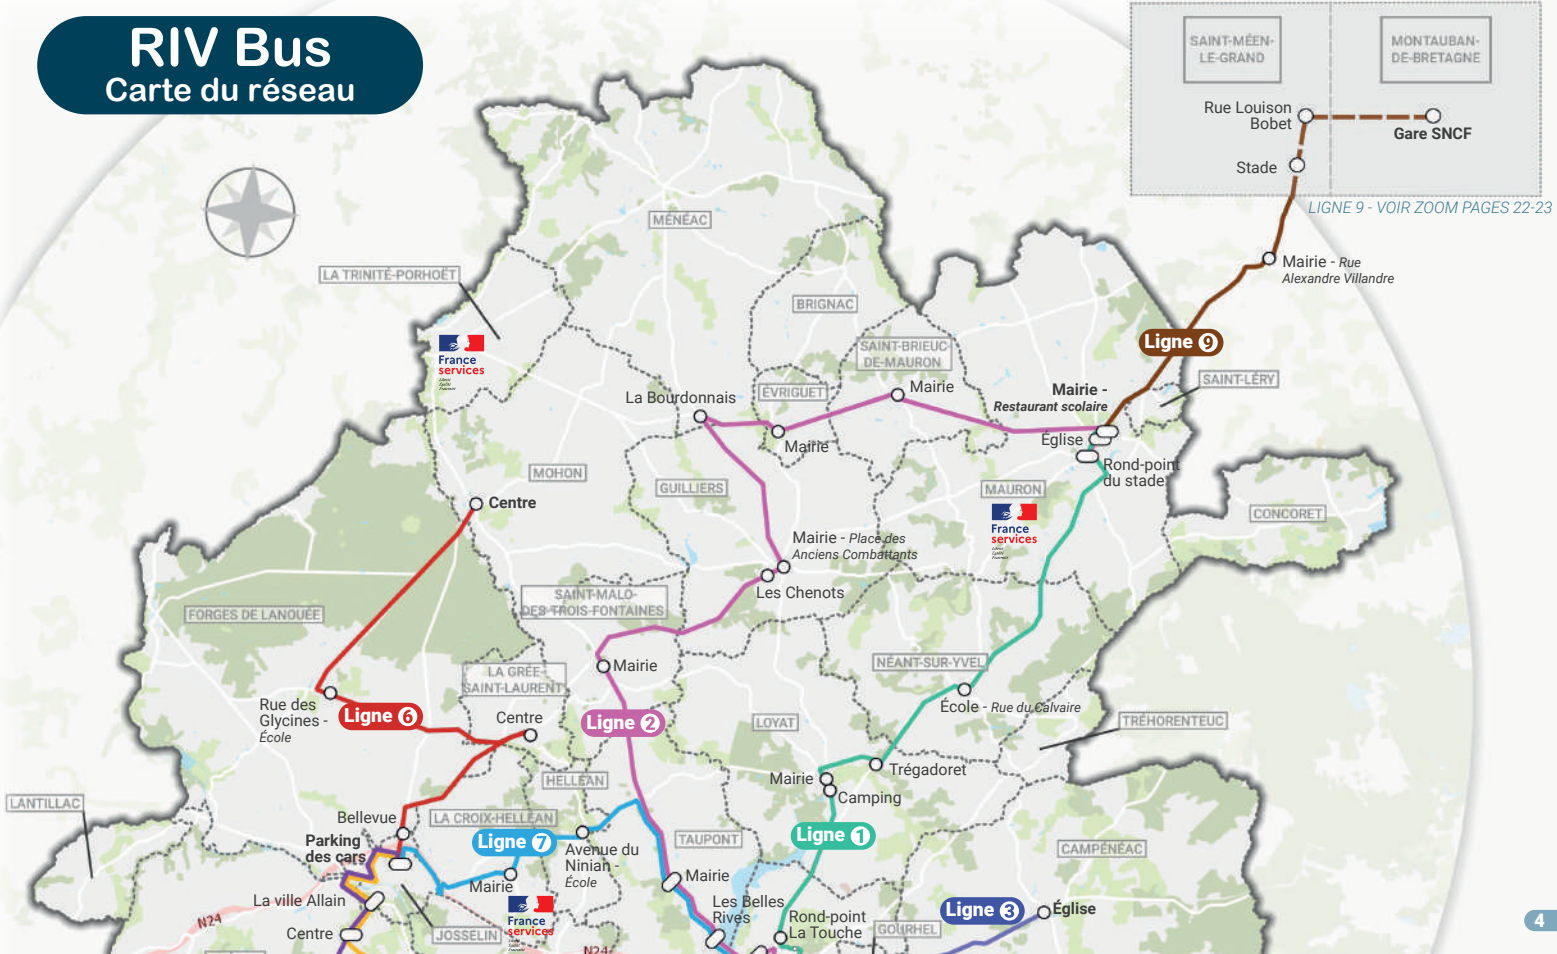 RIV Bus
Carte du réseau
SAINT-MÉEN-
LE-GRAND
MONTAUBAN-
DE-BRETAGNE
Rue Louison
Bobet
Gare SNCF
Stade
LIGNE 9 - VOIR ZOOM PAGES 22-23
Mairie - Rue
Alexandre Villandre
MÉNÉAC
LA TRINITÉ-PORHOËT
BRIGNAC
France
services
SAINT-BRIEUC-
DE-MAURON
Ligne 9
SAINT-LÉRY
La Bourdonnais
ÉVRIGUET
Mairie
Mairie -
Restaurant scolaire
Mairie
Église
Rond-point
du stade
MOHON
GUILLIERS
MAURON
Centre
CONCORET
France
services
Mairie - Place des
Anciens Combattants
Les Chenots
SAINT-MALO-
DES-TROIS-FONTAINES
FORGES DE LANOUÉE
LA GRÉE-
SAINT-LAURENT
Mairie
NÉANT-SUR-YVEL
École - Rue du Calvaire
Rue des
Glycines -
École
Ligne 6
Centre
Ligne 2
LOYAT
TRÉHORENTEUC
HELLÉAN
Mairie
Trégadoret
Camping
LANTILLAC
Bellevue
LA CROIX-HELLÉAN
Parking
des cars
Ligne 7
Avenue du
Ninian -
École
TAUPONT
Ligne 1
CAMPÉNÉAC
Mairie
Mairie
La ville Allain
France
services
Les Belles
Rives
Ligne 3
Église
Rond-point
La Touche
N24
Centre
JOSSELIN
N24
GOURHEL
4